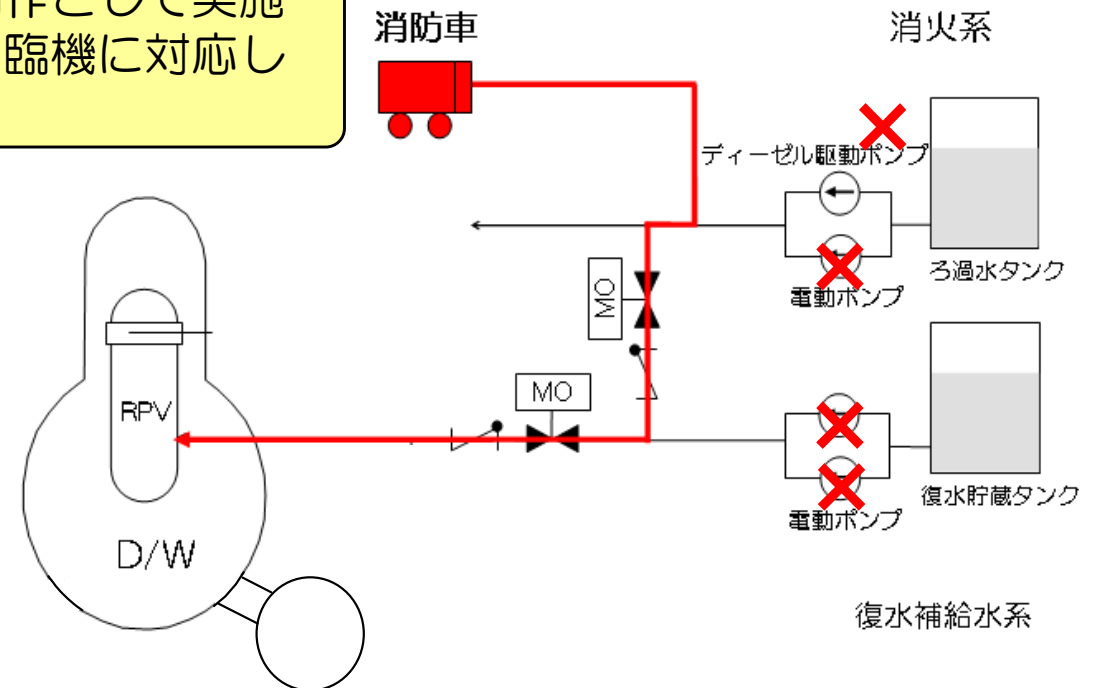 作として実施
臨機に対応し
消防車
消火系
ディーゼル駆動ポンプ
電動ポンプ
ろ過水タンク
MO
MO
RPV
D/W
電動ポンプ
復水貯蔵タンク
復水補給水系